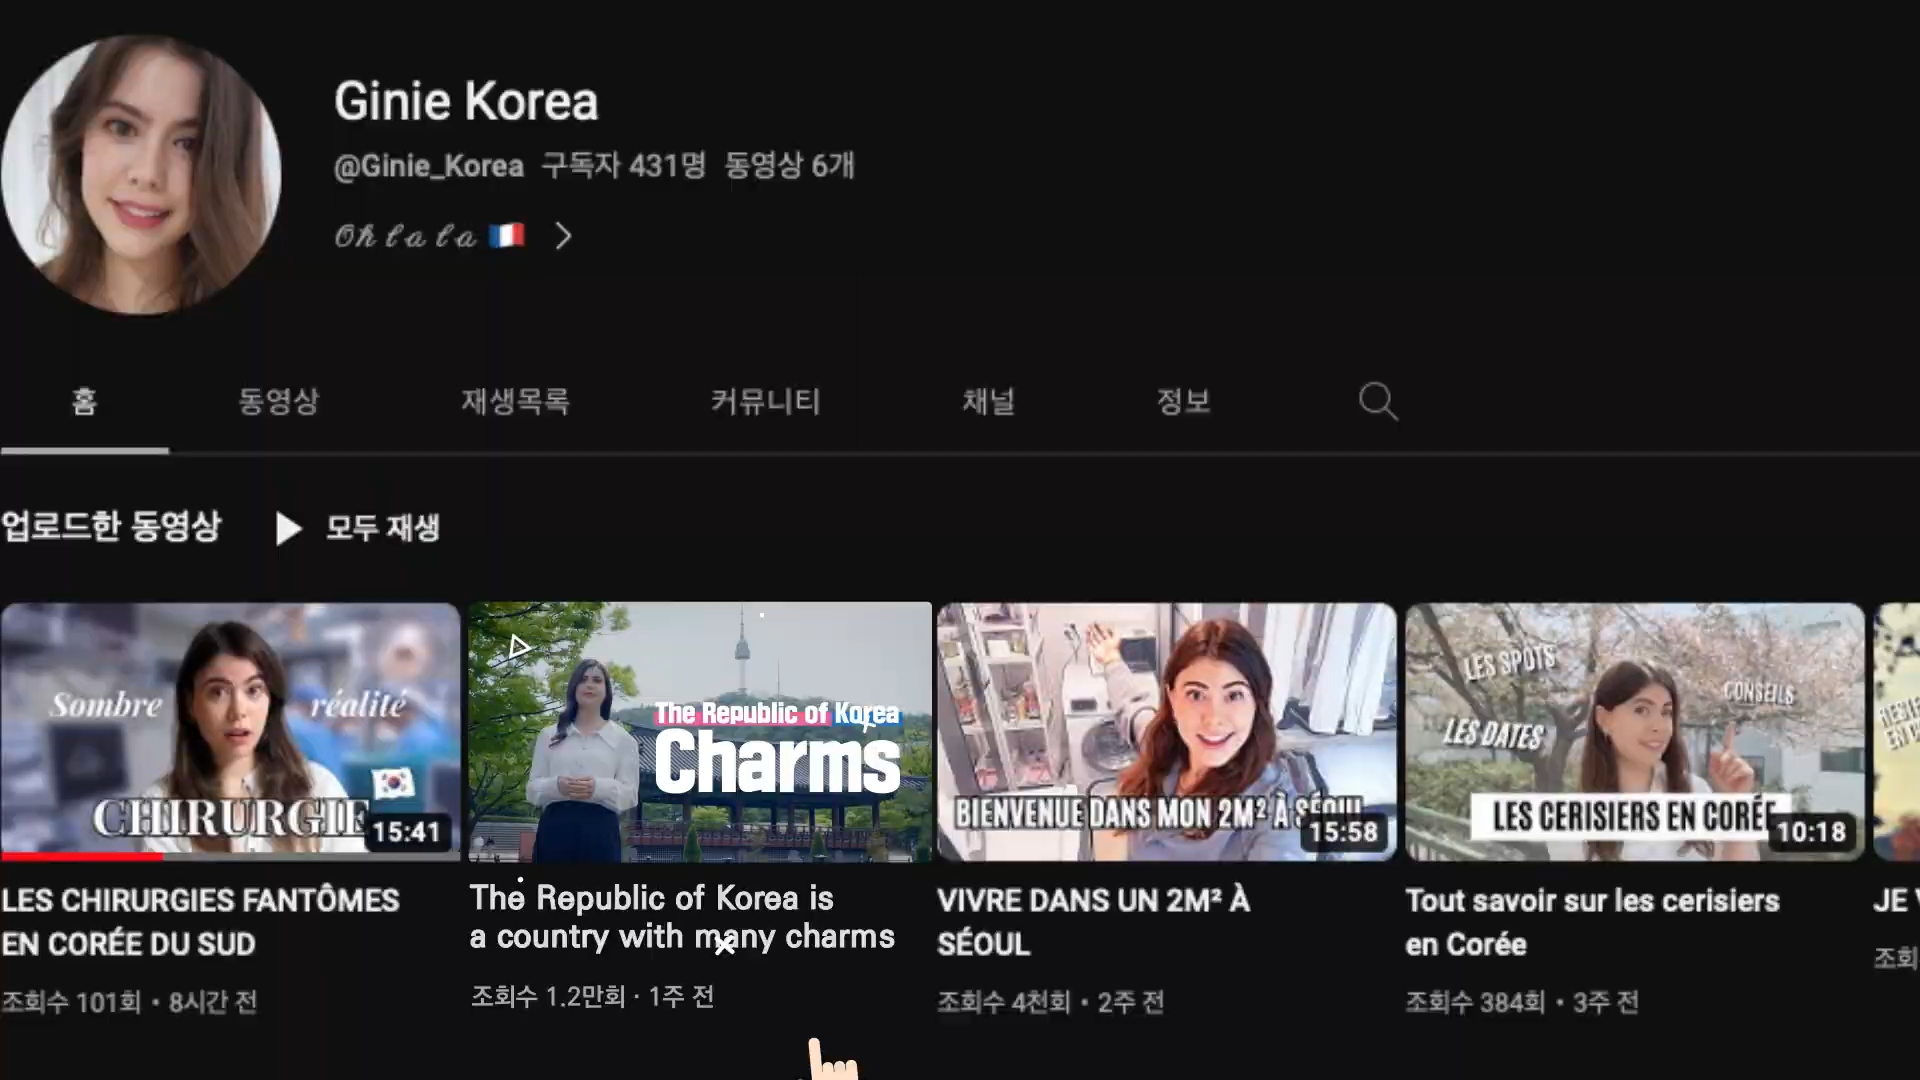 Ginie Korea
@Ginie_Korea 구독자 431명 동영상 6개
Oh la la
홈 동영상 재생목록 커뮤니티 채널 정보
업로드한 동영상 모두 재생
Sombre réalité
CHIRURGIE
15:41
The Republic of Korea
Charms
BIENVENUE DANS MON 2M² À SÉOUL
15:58
LES SPOTS
CONSEILS
LES DATES
LES CERISIERS EN CORÉE
10:18
LES CHIRURGIES FANTÔMES
EN CORÉE DU SUD
조회수 101회 • 8시간 전
The Republic of Korea is
a country with many charms
조회수 1.2만회 · 1주 전
VIVRE DANS UN 2M² À
SÉOUL
조회수 4천회 • 2주 전
Tout savoir sur les cerisiers
en Corée
조회수 384회 • 3주 전
JE
조회